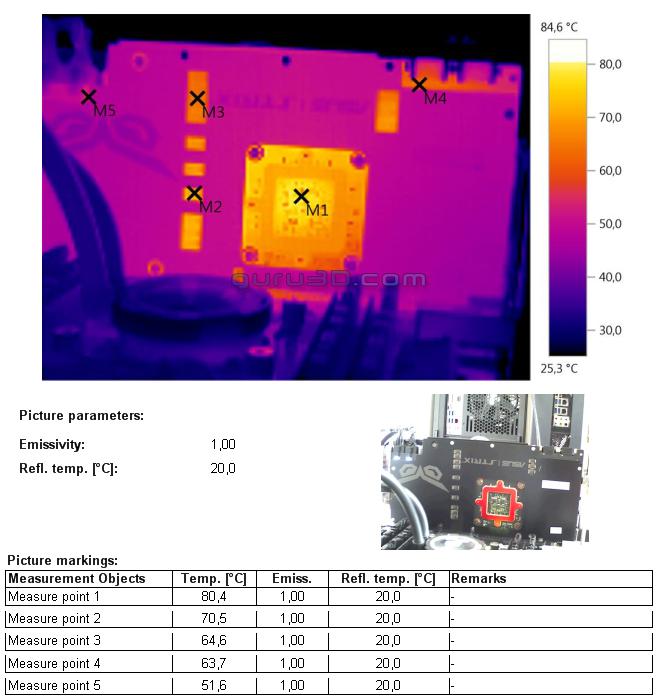 84,6 °C
80,0
70,0
60,0
50,0
40,0
30,0
25,3 °C
M5
M3
M4
M2
M1
ASUS STRIX
guru3D.com
Picture parameters:
Emissivity: 1,00
Refl. temp. [°C]: 20,0
ASUS STRIX
Picture markings:
Measurement Objects Temp. [°C] Emiss. Refl. temp. [°C] Remarks
Measure point 1 80,4 1,00 20,0 -
Measure point 2 70,5 1,00 20,0 -
Measure point 3 64,6 1,00 20,0 -
Measure point 4 63,7 1,00 20,0 -
Measure point 5 51,6 1,00 20,0 -